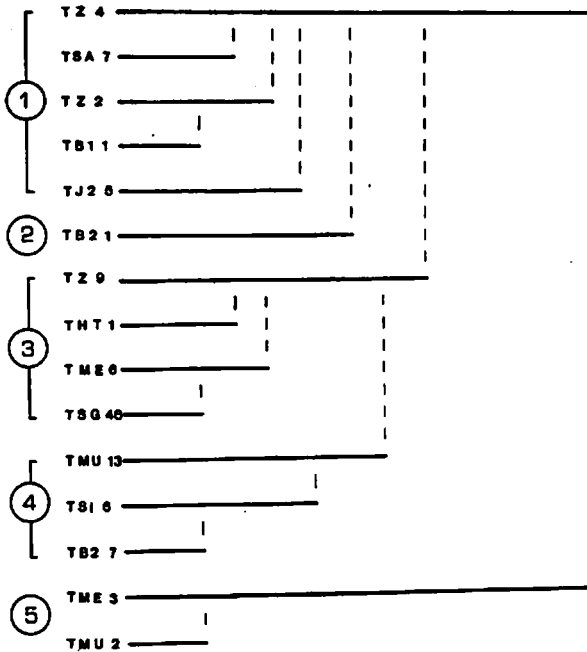 TZ 4
TSA 7
1
TZ 2
TB1 1
TJ2 5
2
TB2 1
TZ 9
THT 1
3
TME 6
TSG 46
TMU 13
4
TSI 6
TB2 7
5
TME 3
TMU 2